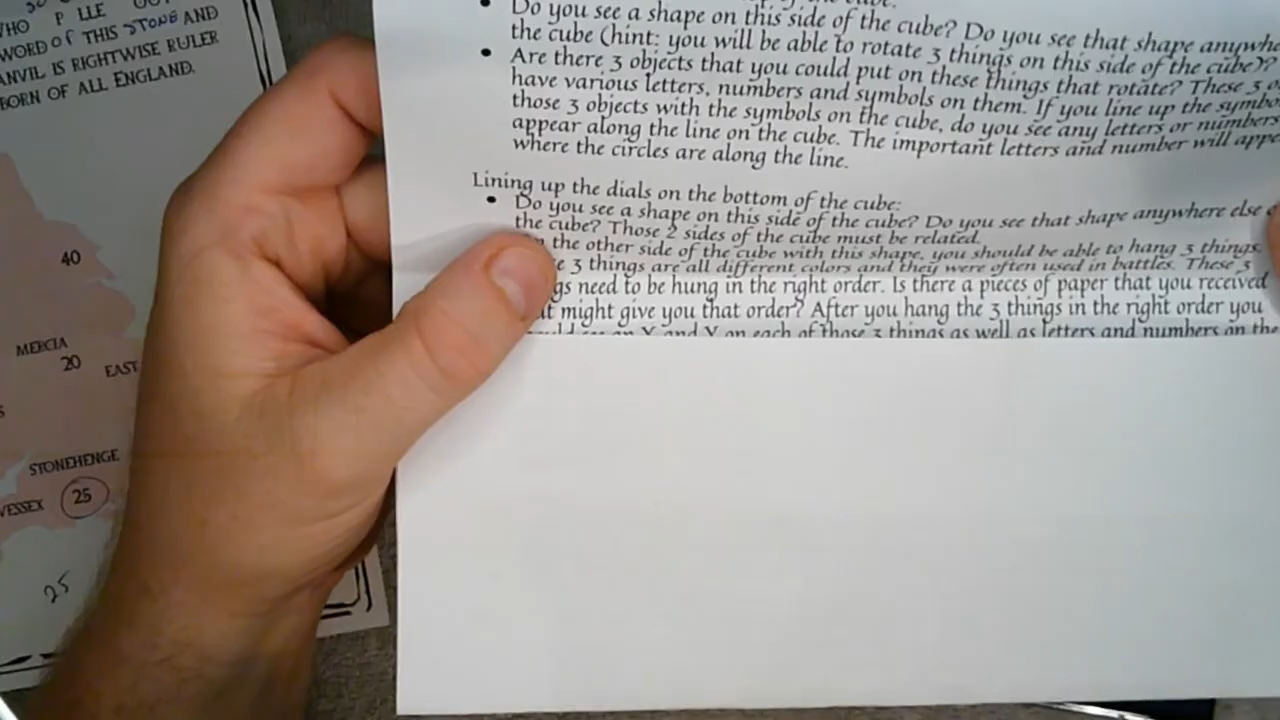 WHO P LLE
WORD of THIS STONE AND
ANVIL IS RIGHTWISE RULER
BORN OF ALL ENGLAND.
40
MERCIA
20 EAST
STONEHENGE
25
25
Do you see a shape on this side of the cube? Do you see that shape
the cube (hint: you will be able to rotate 3 things on this side of the cube)?
Are there 3 objects that you could put on these things that rotate? These 3
have various letters, numbers and symbols on them. If you line up the
those 3 objects with the symbols on the cube, do you see any letters or numbers
appear along the line on the cube. The important letters and number will
where the circles are along the line.
Lining up the dials on the bottom of the cube:
Do you see a shape on this side of the cube? Do you see that shape anywhere else
the cube? Those 2 sides of the cube must be related.
the other side of the cube with this shape, you should be able to hang 3 things.
3 things are all different colors and they were often used in battles. These 3
need to be hung in the right order. Is there a pieces of paper that you received
might give you that order? After you hang the 3 things in the right order you
an X and Y on each of those 3 things as well as letters and numbers on the